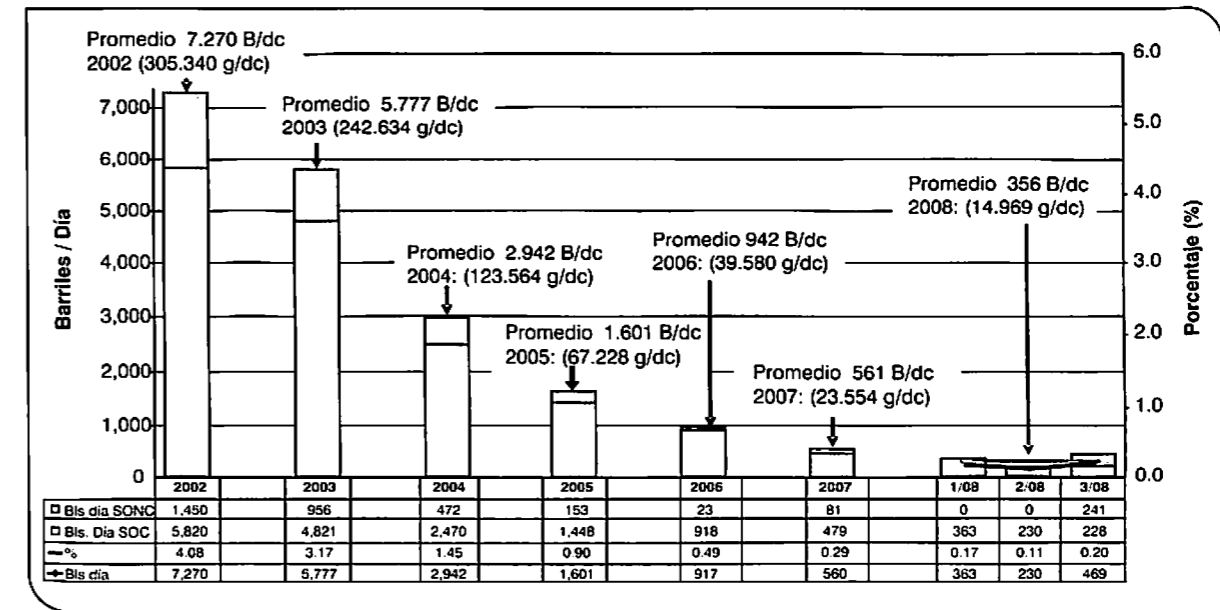 Promedio 7.270 B/dc
2002 (305.340 g/dc)
Promedio 5.777 B/dc
2003 (242.634 g/dc)
Promedio 356 B/dc
2008: (14.969 g/dc)
Promedio 2.942 B/dc
2004: (123.564 g/dc)
Promedio 942 B/dc
2006: (39.580 g/dc)
Promedio 1.601 B/dc
2005: (67.228 g/dc)
Promedio 561 B/dc
2007: (23.554 g/dc)
Barriles / Día
7,000
6,000
5,000
4,000
3,000
2,000
1,000
0
6.0
5.0
4.0
3.0
2.0
1.0
0.0
Porcentaje (%)
2002 2003 2004 2005 2006 2007 1/08 2/08 3/08
Bls dia SONC 1,450 956 472 153 23 81 0 0 241
Bls. Dia SOC 5,820 4,821 2,470 1,448 918 479 363 230 228
% 4.08 3.17 1.45 0.90 0.49 0.29 0.17 0.11 0.20
Bls día 7,270 5,777 2,942 1,601 917 560 363 230 469